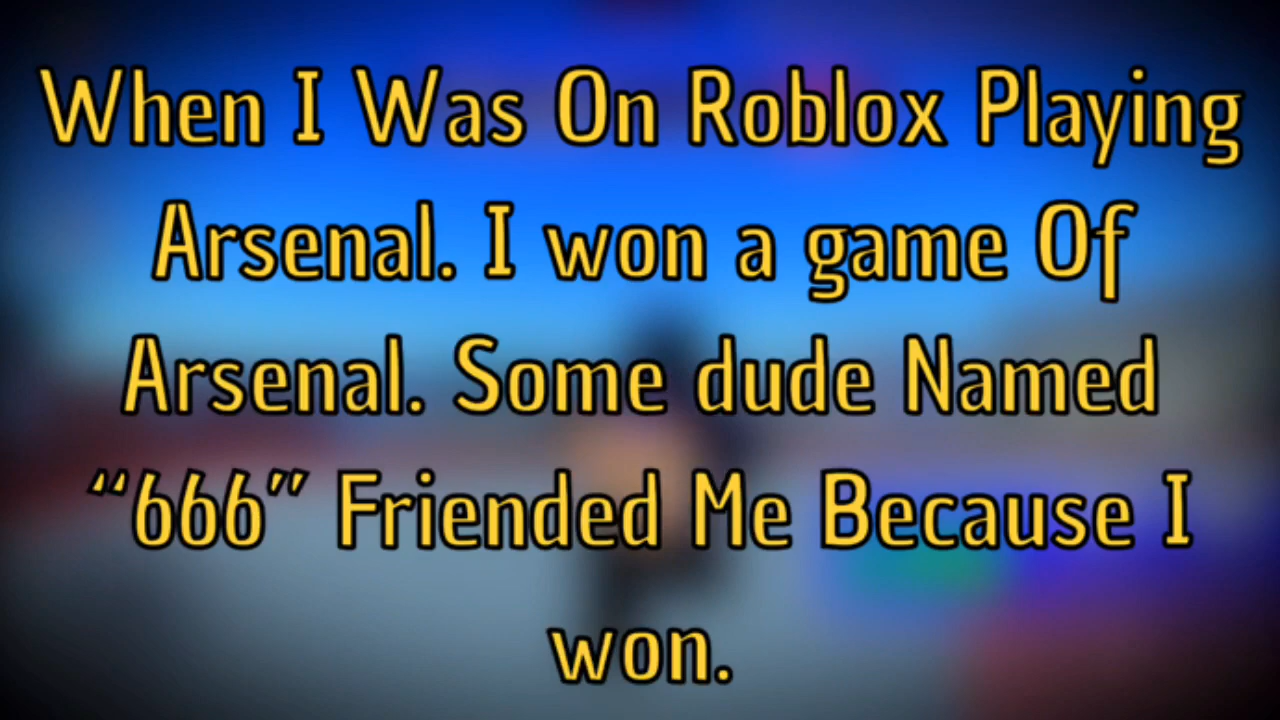 When I Was On Roblox Playing
Arsenal. I won a game Of
Arsenal. Some dude Named
“666” Friended Me Because I
won.